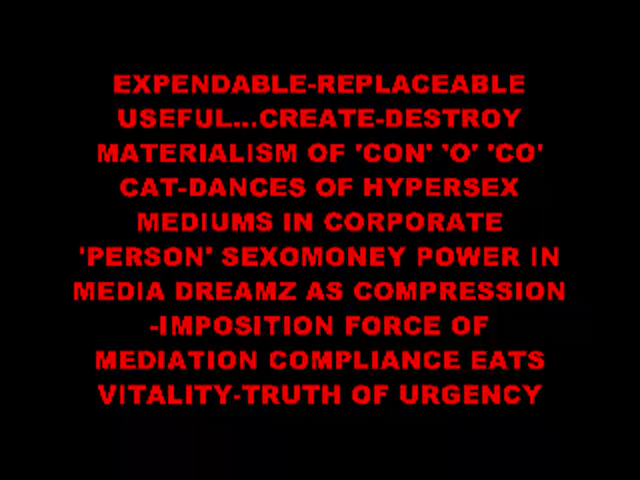 EXPENDABLE-REPLACEABLE
USEFUL...CREATE-DESTROY
MATERIALISM OF 'CON' 'O' 'CO'
CAT-DANCES OF HYPERSEX
MEDIUMS IN CORPORATE
'PERSON' SEXOMONEY POWER IN
MEDIA DREAMZ AS COMPRESSION
-IMPOSITION FORCE OF
MEDIATION COMPLIANCE EATS
VITALITY-TRUTH OF URGENCY